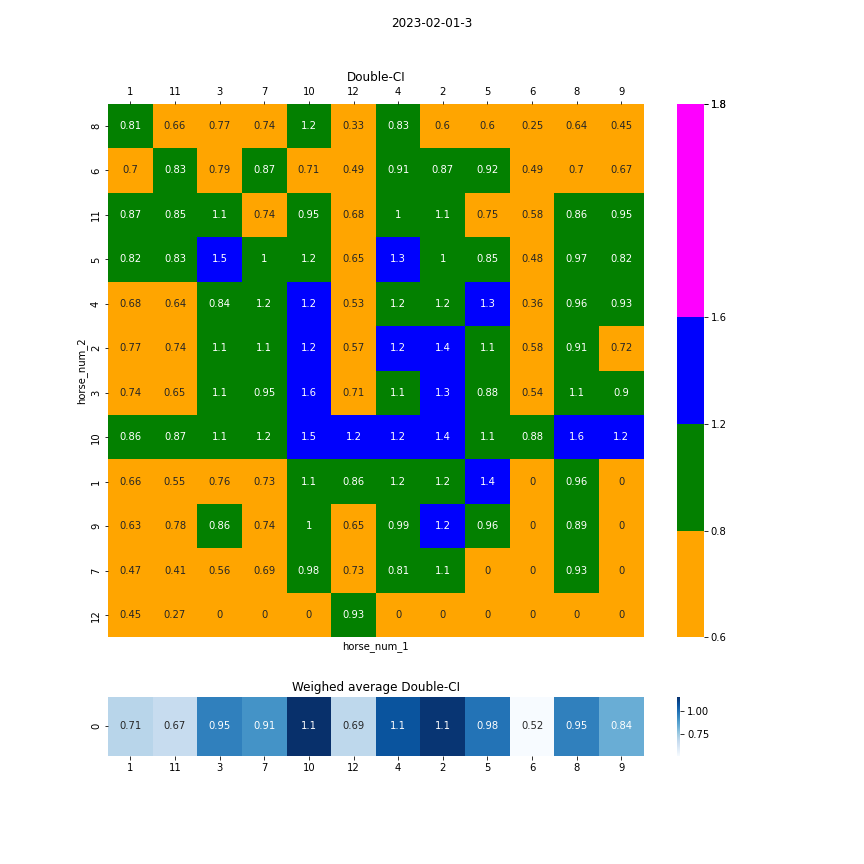 2023-02-01-3
Double-CI
1 11 3 7 10 12 4 2 5 6 8 9
8 0.81 0.66 0.77 0.74 1.2 0.33 0.83 0.6 0.6 0.25 0.64 0.45
6 0.7 0.83 0.79 0.87 0.71 0.49 0.91 0.87 0.92 0.49 0.7 0.67
11 0.87 0.85 1.1 0.74 0.95 0.68 1 1.1 0.75 0.58 0.86 0.95
5 0.82 0.83 1.5 1 1.2 0.65 1.3 1 0.85 0.48 0.97 0.82
4 0.68 0.64 0.84 1.2 1.2 0.53 1.2 1.2 1.3 0.36 0.96 0.93
2 0.77 0.74 1.1 1.1 1.2 0.57 1.2 1.4 1.1 0.58 0.91 0.72
3 0.74 0.65 1.1 0.95 1.6 0.71 1.1 1.3 0.88 0.54 1.1 0.9
10 0.86 0.87 1.1 1.2 1.5 1.2 1.2 1.4 1.1 0.88 1.6 1.2
1 0.66 0.55 0.76 0.73 1.1 0.86 1.2 1.2 1.4 0 0.96 0
9 0.63 0.78 0.86 0.74 1 0.65 0.99 1.2 0.96 0 0.89 0
7 0.47 0.41 0.56 0.69 0.98 0.73 0.81 1.1 0 0 0.93 0
12 0.45 0.27 0 0 0 0.93 0 0 0 0 0 0
horse_num_2
horse_num_1
1.8
1.6
1.2
0.8
0.6
Weighed average Double-CI
0 0.71 0.67 0.95 0.91 1.1 0.69 1.1 1.1 0.98 0.52 0.95 0.84
1 11 3 7 10 12 4 2 5 6 8 9
1.00
0.75